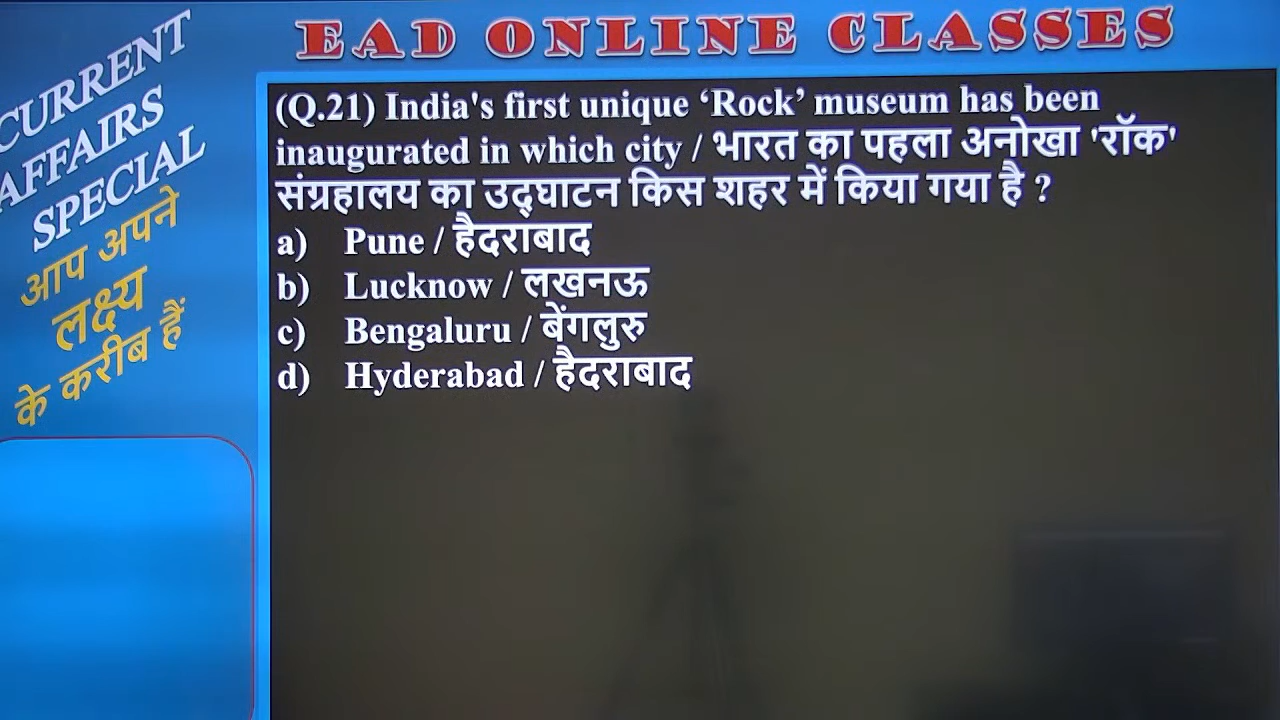 EAD ONLINE CLASSES
CURRENT
AFFAIRS
SPECIAL
आप अपने
लक्ष्य
के करीब हैं
(Q.21) India's first unique ‘Rock’ museum has been
inaugurated in which city / भारत का पहला अनोखा 'रॉक'
संग्रहालय का उद्घाटन किस शहर में किया गया है ?
a) Pune / हैदराबाद
b) Lucknow / लखनऊ
c) Bengaluru / बेंगलुरु
d) Hyderabad / हैदराबाद